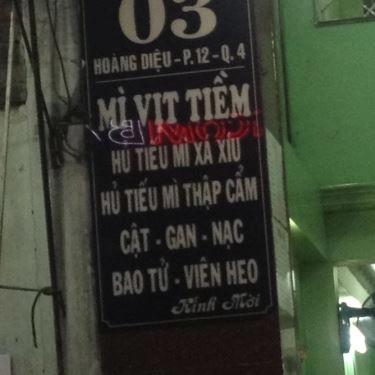 03
HOÀNG DIỆU - P.12 - Q.4
MÌ VỊT TIỀM
HỦ TIẾU MÌ XÁ XÍU
HỦ TIẾU MÌ THẬP CẨM
CẬT - GAN - NẠC
BAO TỬ - VIÊN HEO
Kính Mời